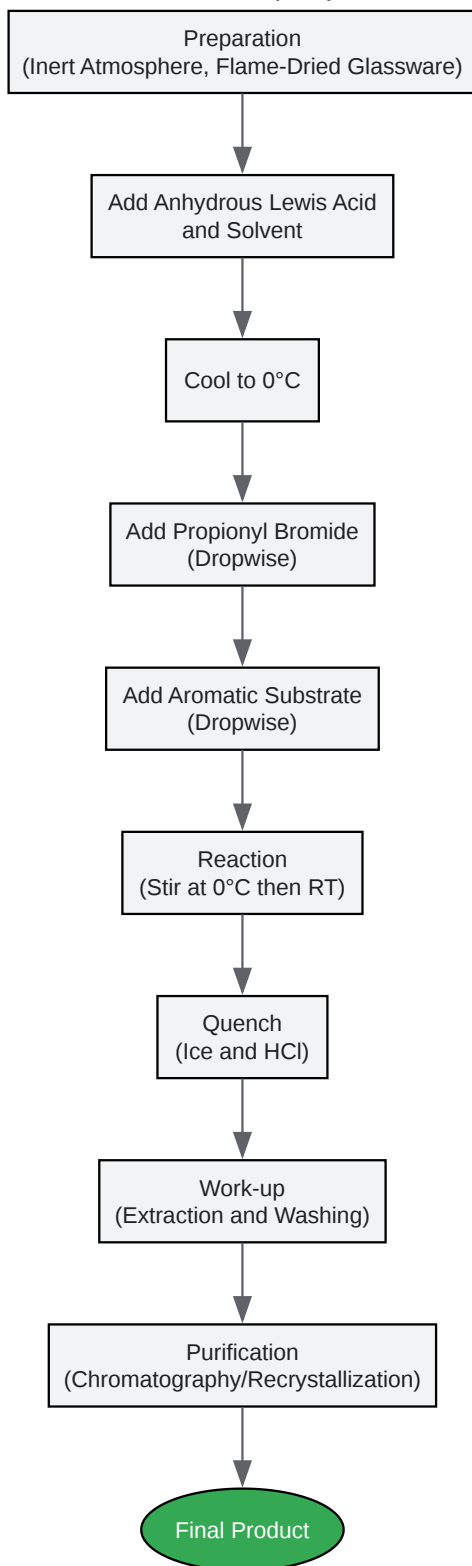 Preparation
(Inert Atmosphere, Flame-Dried Glassware)
Add Anhydrous Lewis Acid
and Solvent
Cool to 0°C
Add Propionyl Bromide
(Dropwise)
Add Aromatic Substrate
(Dropwise)
Reaction
(Stir at 0°C then RT)
Quench
(Ice and HCl)
Work-up
(Extraction and Washing)
Purification
(Chromatography/Recrystallization)
Final Product